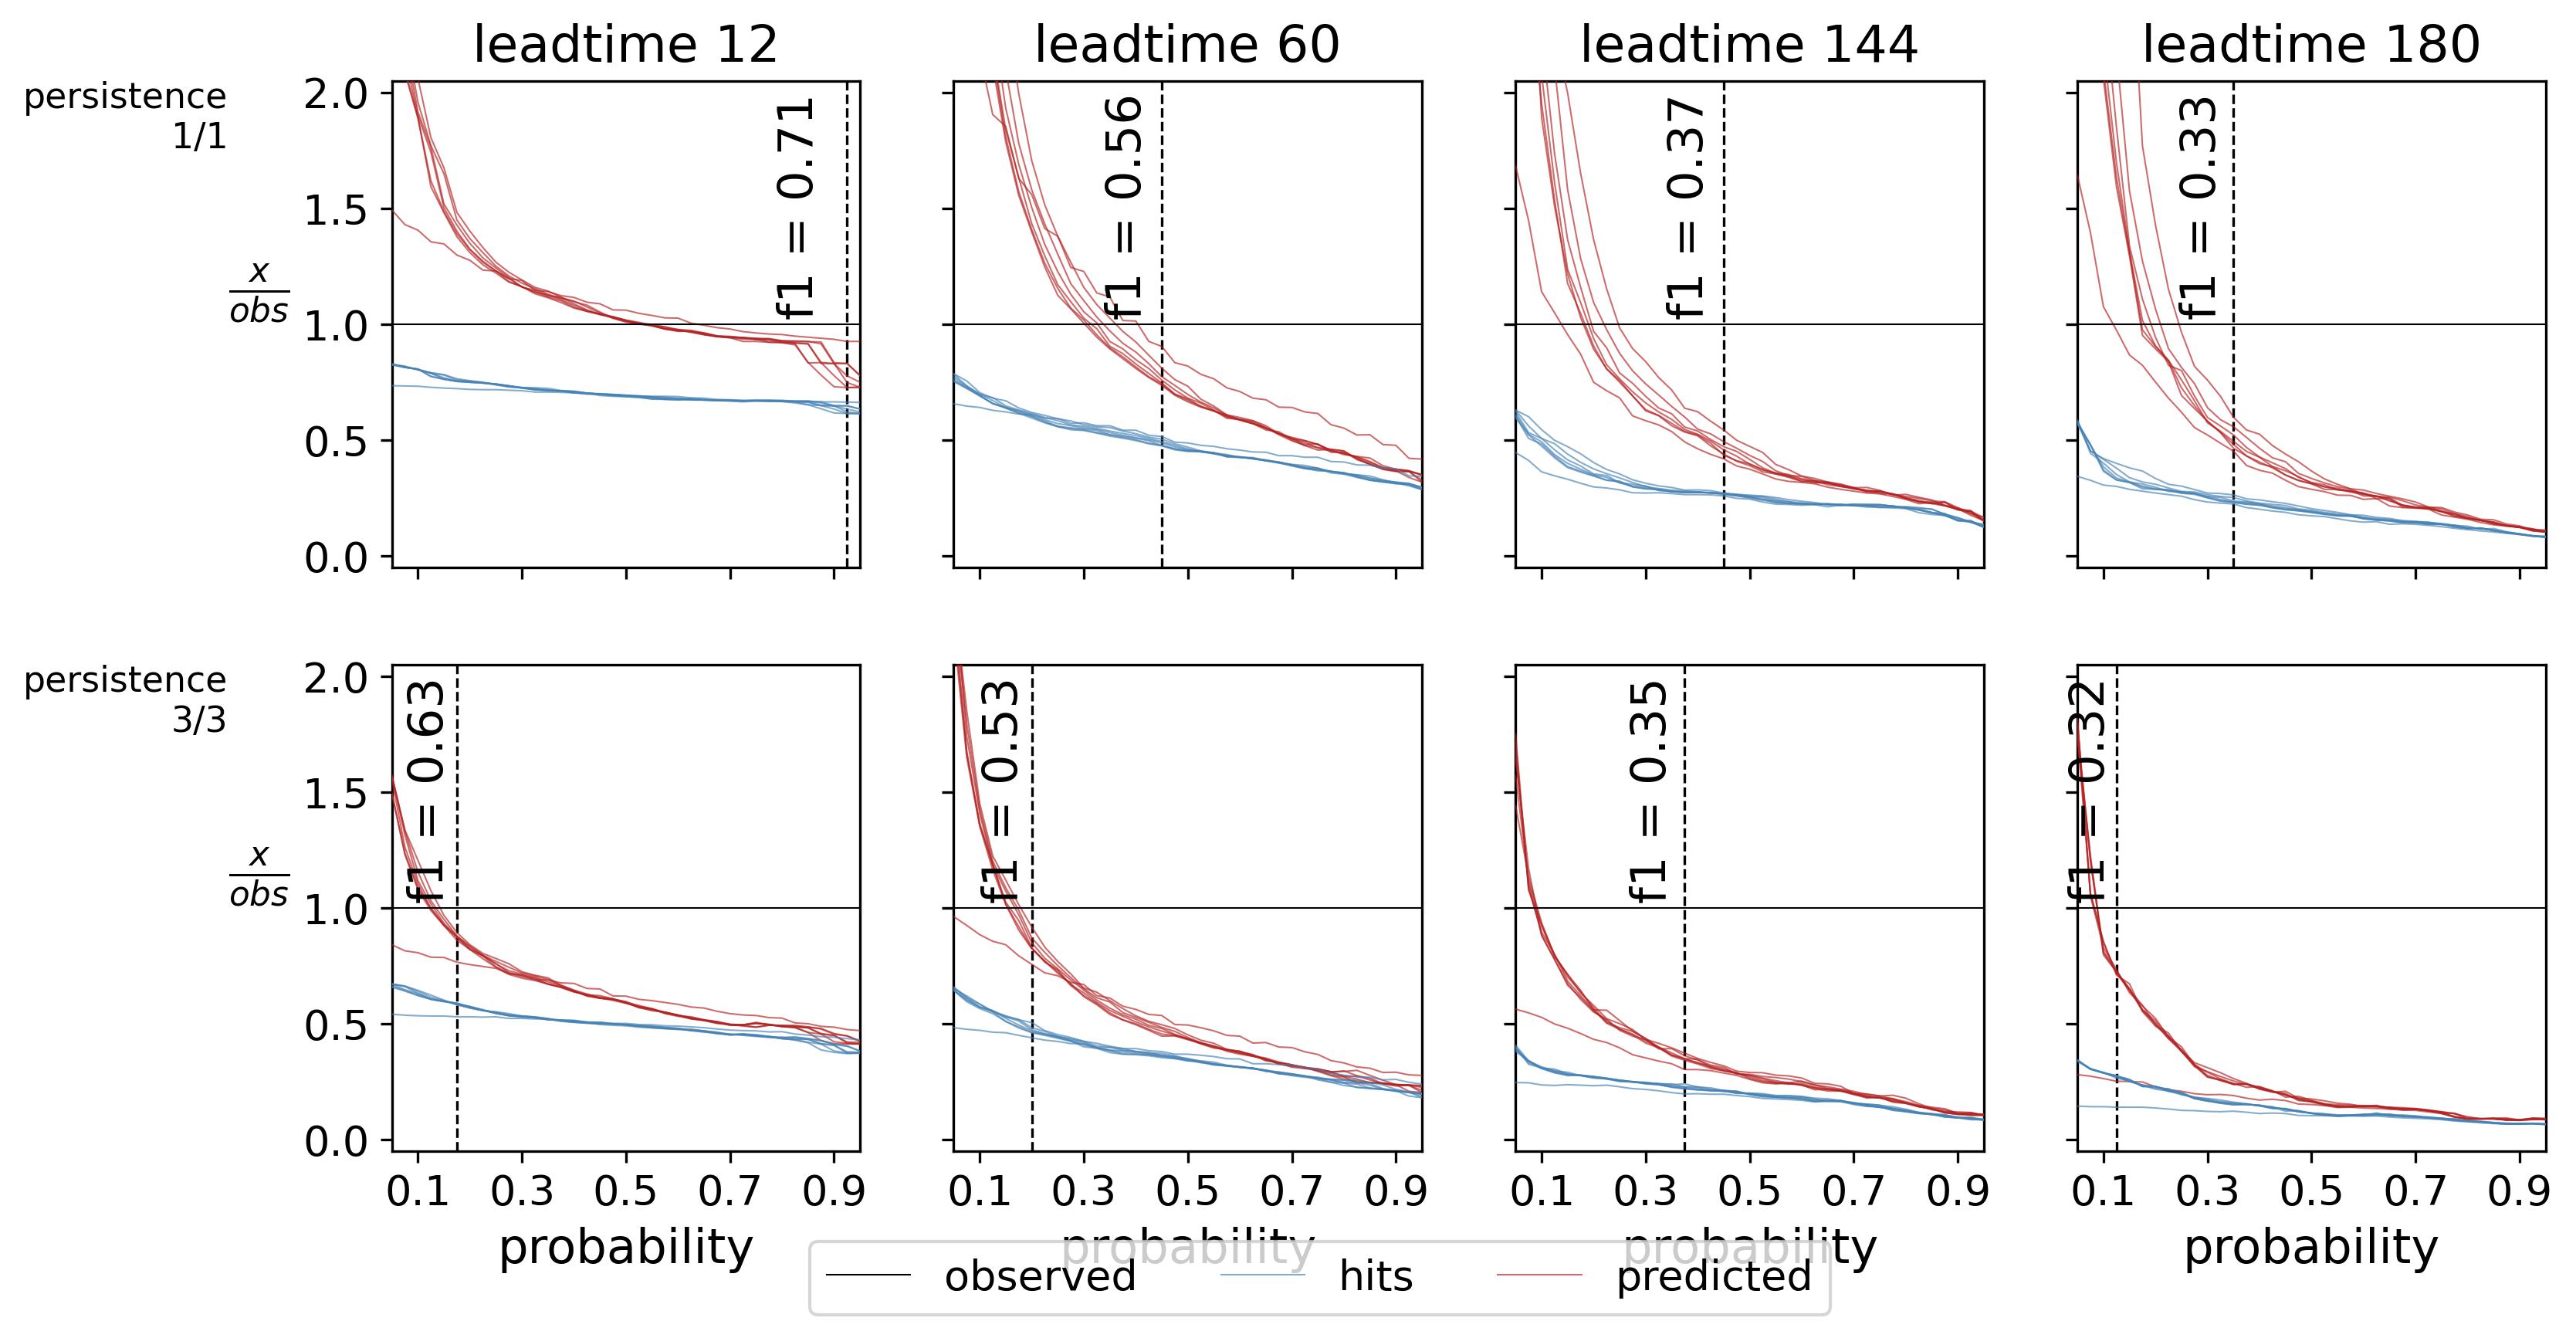 leadtime 12
leadtime 60
leadtime 144
leadtime 180
persistence
1/1
x
obs
2.0
1.5
1.0
0.5
0.0
f1 = 0.71
f1 = 0.56
f1 = 0.37
f1 = 0.33
persistence
3/3
x
obs
2.0
1.5
1.0
0.5
0.0
f1 = 0.63
f1 = 0.53
f1 = 0.35
f1 = 0.32
0.1 0.3 0.5 0.7 0.9
0.1 0.3 0.5 0.7 0.9
0.1 0.3 0.5 0.7 0.9
0.1 0.3 0.5 0.7 0.9
probability
probability
probability
probability
observed hits predicted